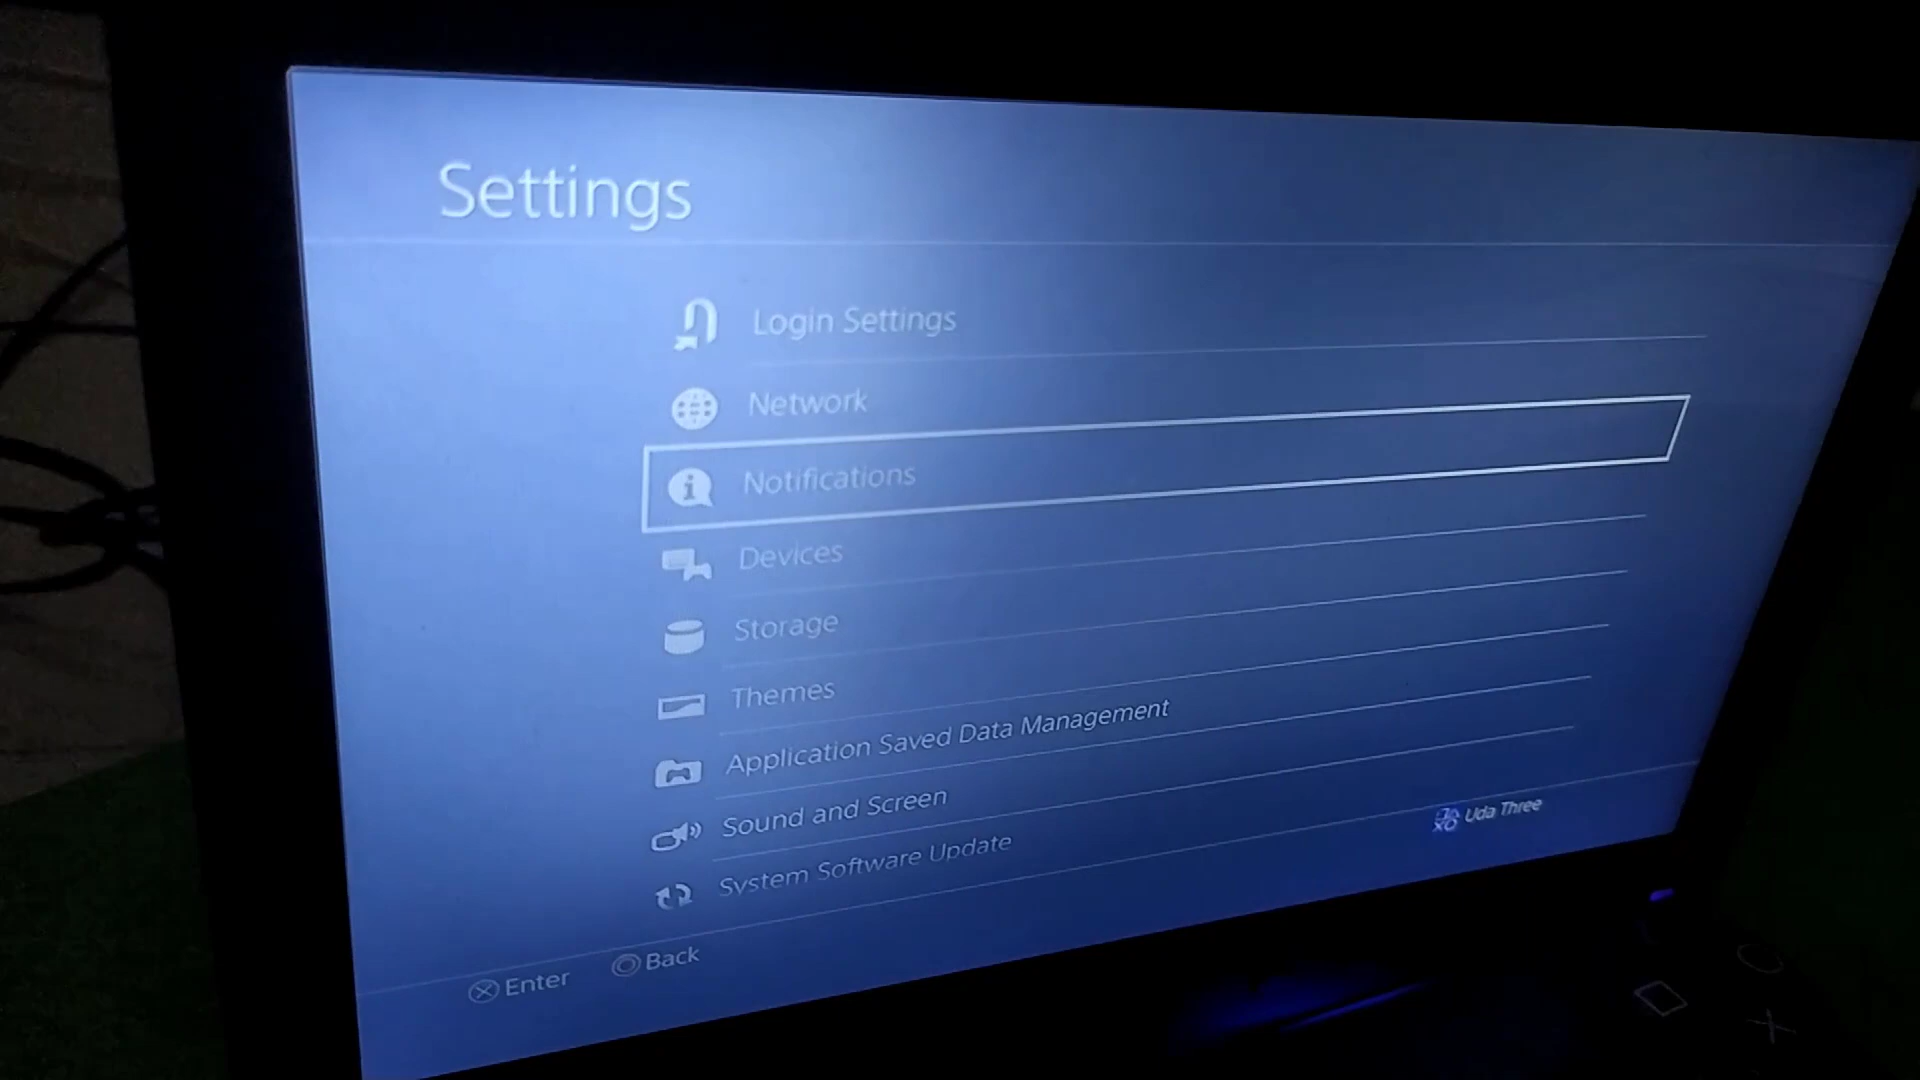 Settings
Login Settings
Network
Notifications
Devices
Storage
Themes
Application Saved Data Management
Sound and Screen
System Software Update
Uda Three
Enter
Back